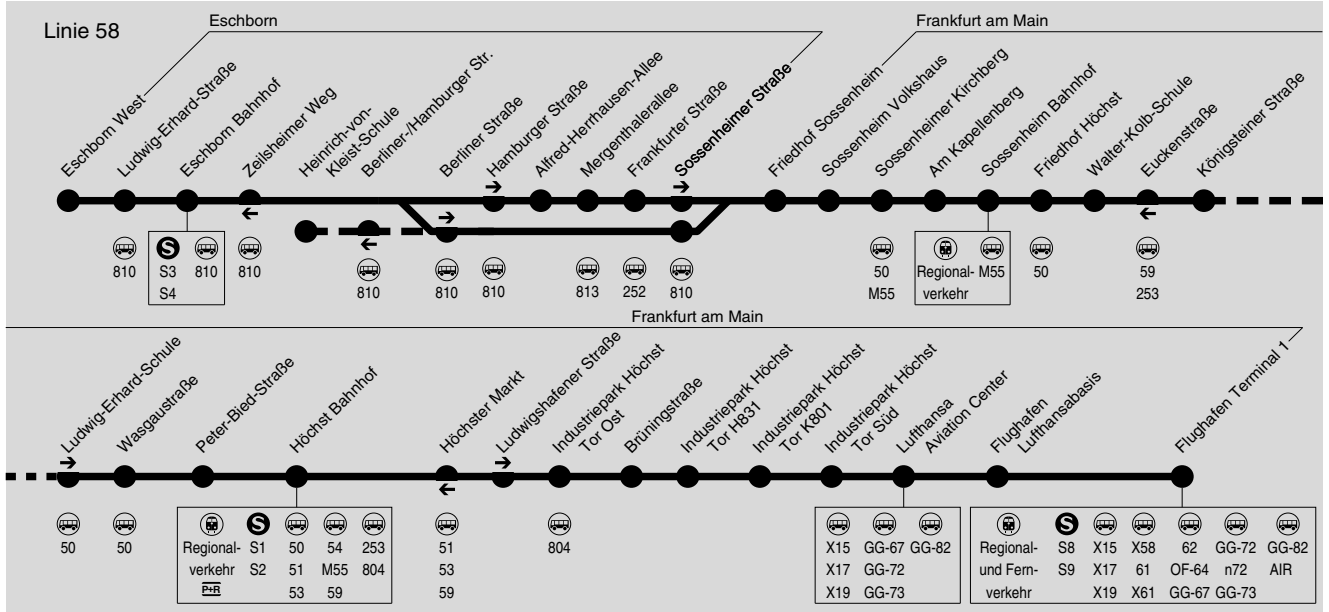 Linie 58
Eschborn
Frankfurt am Main
Eschborn West
Ludwig-Erhard-Straße
Eschborn Bahnhof
Zeilsheimer Weg
Heinrich-von-
Kleist-Schule
Berliner-/Hamburger Str.
Berliner Straße
Hamburger Straße
Alfred-Herrhausen-Allee
Mergenthalerallee
Frankfurter Straße
Sossenheimer Straße
Friedhof Sossenheim
Sossenheim Volkshaus
Sossenheimer Kirchberg
Am Kapellenberg
Sossenheim Bahnhof
Friedhof Höchst
Walter-Kolb-Schule
Euckenstraße
Königsteiner Straße
810
S
S3
S4
810
810
810
810
810
813
252
810
50
M55
Regional-
verkehr
M55
50
59
253
Frankfurt am Main
Ludwig-Erhard-Schule
Wasgaustraße
Peter-Bied-Straße
Höchst Bahnhof
Höchster Markt
Ludwigshafener Straße
Industriepark Höchst
Tor Ost
Brüningstraße
Industriepark Höchst
Tor H831
Industriepark Höchst
Tor K801
Industriepark Höchst
Tor Süd
Lufthansa
Aviation Center
Flughafen
Lufthansabasis
Flughafen Terminal 1
50
50
S
Regional- S1 50 54 253
verkehr S2 51 M55 804
P+R 53 59
51
53
59
804
X15 GG-67 GG-82
X17 GG-72
X19 GG-73
S
Regional- S8 X15 X58 62 GG-72 GG-82
und Fern- S9 X17 61 OF-64 n72 AIR
verkehr X19 X61 GG-67 GG-73